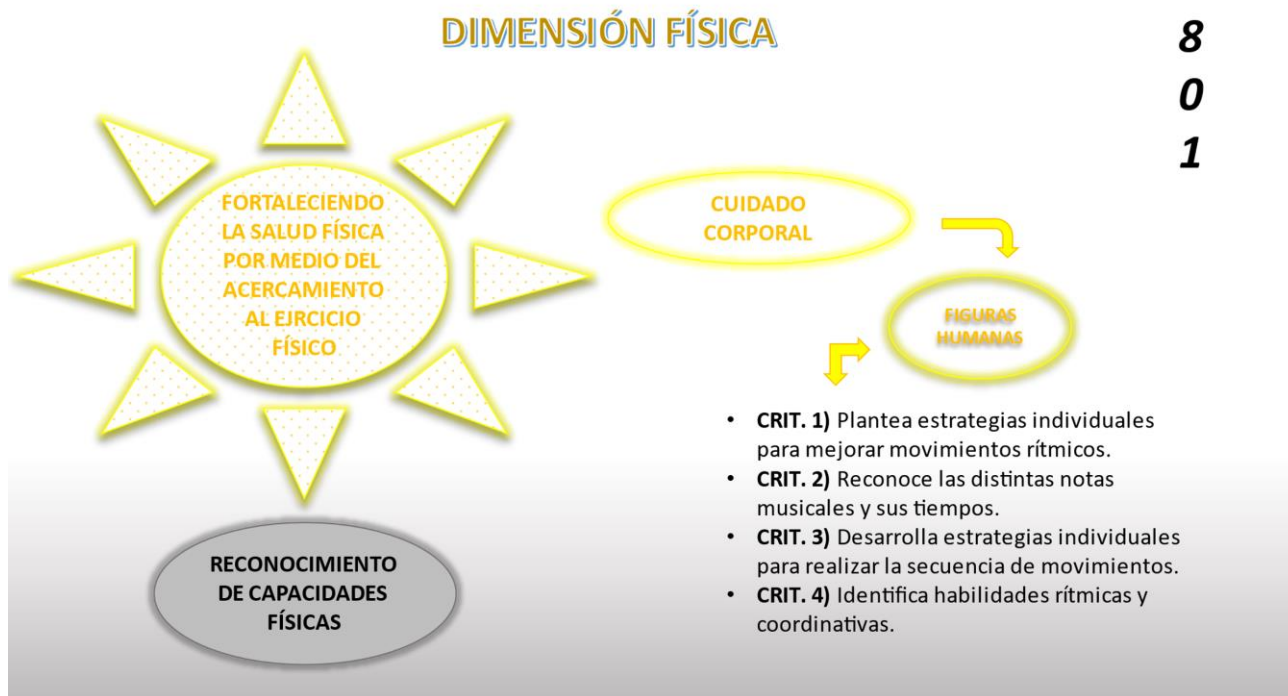 DIMENSIÓN FÍSICA
8
0
1
FORTALECIENDO
LA SALUD FÍSICA
POR MEDIO DEL
ACERCAMIENTO
AL EJRCICIO
FÍSICO
CUIDADO
CORPORAL
FIGURAS
HUMANAS
• CRIT. 1) Plantea estrategias individuales
para mejorar movimientos rítmicos.
• CRIT. 2) Reconoce las distintas notas
musicales y sus tiempos.
• CRIT. 3) Desarrolla estrategias individuales
para realizar la secuencia de movimientos.
• CRIT. 4) Identifica habilidades rítmicas y
coordinativas.
RECONOCIMIENTO
DE CAPACIDADES
FÍSICAS